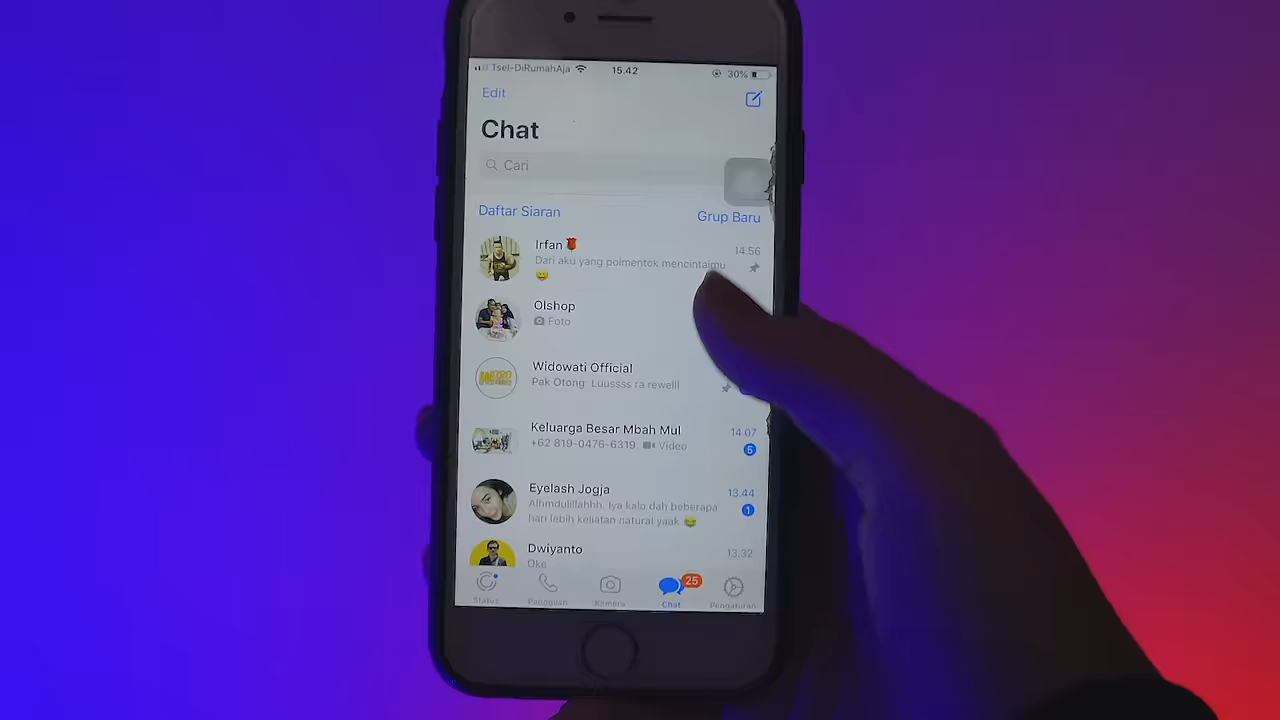 Tsel-DiRumahAja 15.42 30%
Edit
Chat
Cari
Daftar Siaran Grup Baru
Irfan 14.56
Dari aku yang polmentok mencintaimu
Olshop
Foto
Widowati Official
Pak Otong Luussss ra rewelll
Keluarga Besar Mbah Mul 14.07
+62 819-0476-6319: Video 5
Eyelash Jogja 13.44
Alhmdulillahhh. Iya kalo dah beberapa 1
hari lebih keliatan natural yaak
Dwiyanto 13.32
Oke
25
Status Panggilan Kamera Chat Pengaturan